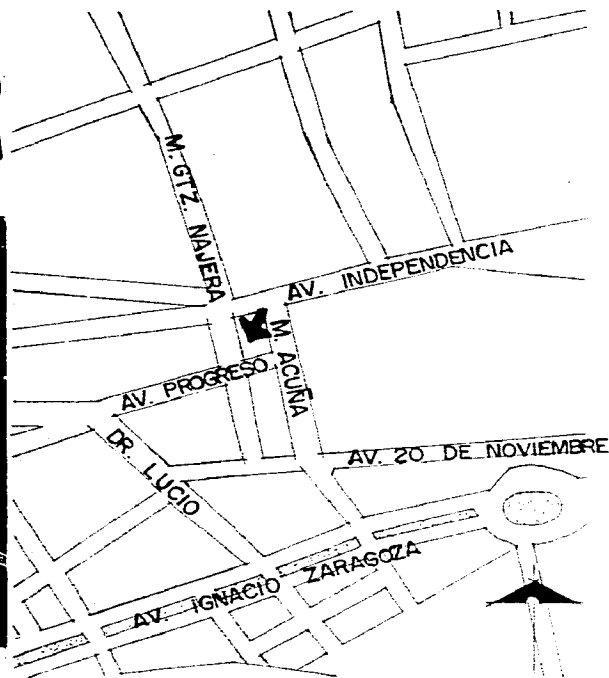 M. GTZ. NAJERA
AV. INDEPENDENCIA
M. ACUÑA
AV. PROGRESO
DR. LUCIO
AV. 20 DE NOVIEMBRE
AV. IGNACIO ZARAGOZA